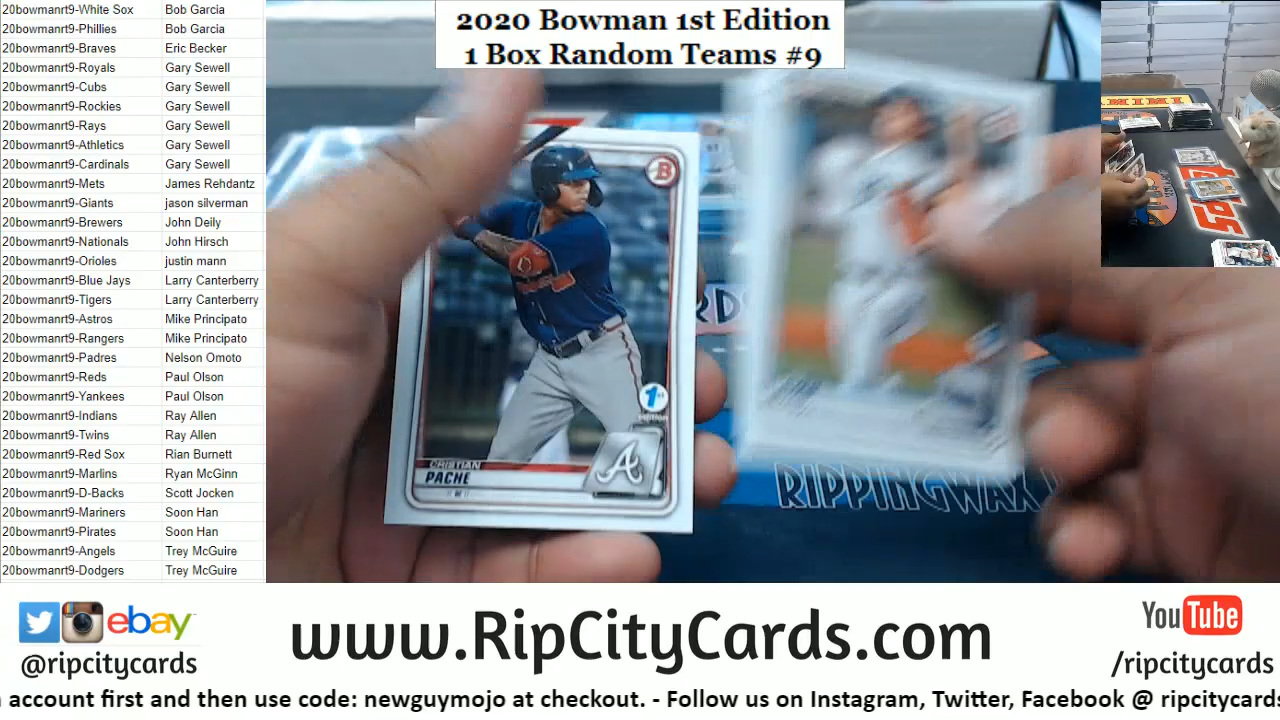 2020 Bowman 1st Edition
1 Box Random Teams #9
20bowmanrt9-White Sox Bob Garcia
20bowmanrt9-Phillies Bob Garcia
20bowmanrt9-Braves Eric Becker
20bowmanrt9-Royals Gary Sewell
20bowmanrt9-Cubs Gary Sewell
20bowmanrt9-Rockies Gary Sewell
20bowmanrt9-Rays Gary Sewell
20bowmanrt9-Athletics Gary Sewell
20bowmanrt9-Cardinals Gary Sewell
20bowmanrt9-Mets James Rehdantz
20bowmanrt9-Giants jason silverman
20bowmanrt9-Brewers John Deily
20bowmanrt9-Nationals John Hirsch
20bowmanrt9-Orioles justin mann
20bowmanrt9-Blue Jays Larry Canterberry
20bowmanrt9-Tigers Larry Canterberry
20bowmanrt9-Astros Mike Principato
20bowmanrt9-Rangers Mike Principato
20bowmanrt9-Padres Nelson Omoto
20bowmanrt9-Reds Paul Olson
20bowmanrt9-Yankees Paul Olson
20bowmanrt9-Indians Ray Allen
20bowmanrt9-Twins Ray Allen
20bowmanrt9-Red Sox Rian Burnett
20bowmanrt9-Marlins Ryan McGinn
20bowmanrt9-D-Backs Scott Jocken
20bowmanrt9-Mariners Soon Han
20bowmanrt9-Pirates Soon Han
20bowmanrt9-Angels Trey McGuire
20bowmanrt9-Dodgers Trey McGuire
B
1st
edition
CRISTIAN
PACHE
A
RIPPINGWAX
PANINI
ebay
@ripcitycards
www.RipCityCards.com
YouTube
/ripcitycards
account first and then use code: newguymojo at checkout. - Follow us on Instagram, Twitter, Facebook @ ripcitycards